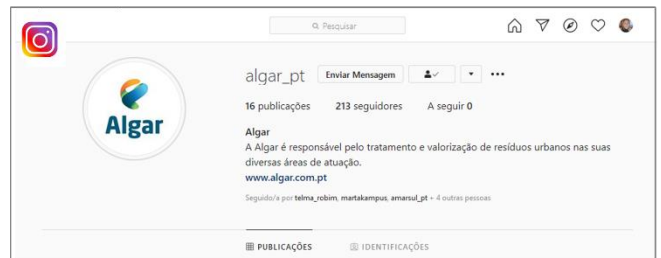 Pesquisar
algar_pt Enviar Mensagem
16 publicações 213 seguidores A seguir 0
Algar
Algar
A Algar é responsável pelo tratamento e valorização de resíduos urbanos nas suas
diversas áreas de atuação.
www.algar.com.pt
Seguido/a por telma_robim, martakampus, amarsul_pt + 4 outras pessoas
PUBLICAÇÕES IDENTIFICAÇÕES